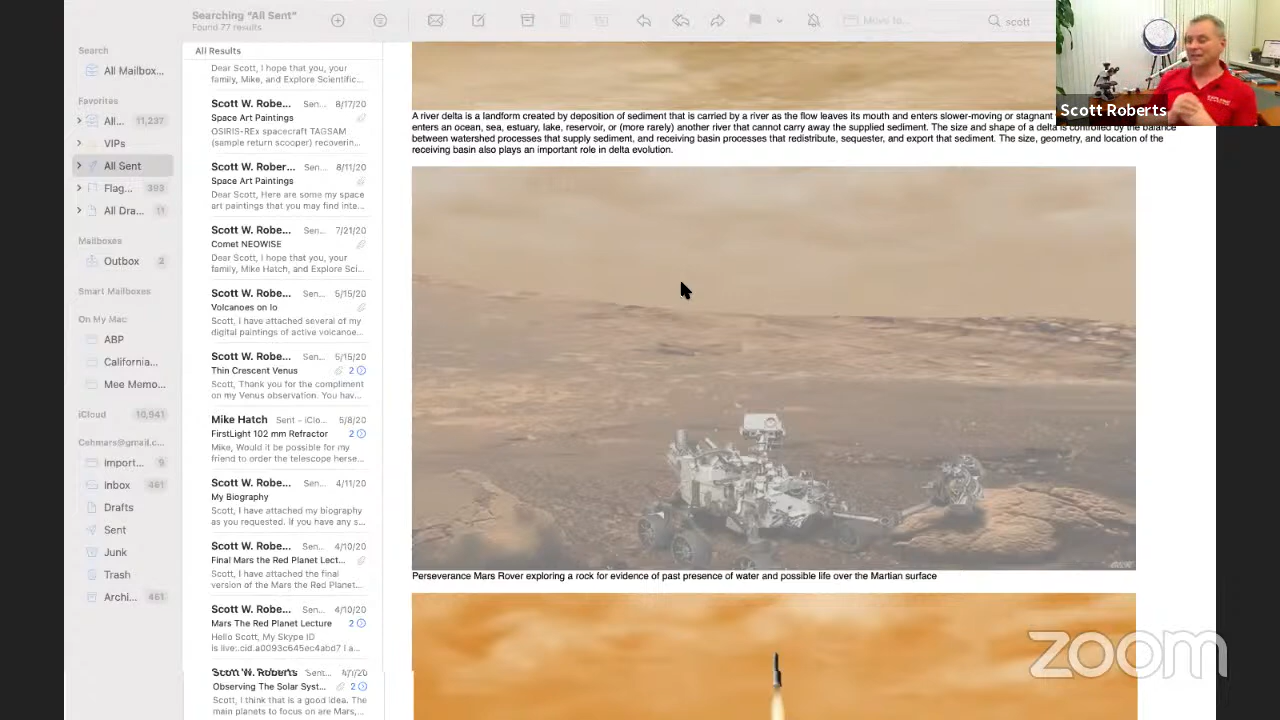 Searching “All Sent”
Found 77 results
Move to...
scott
Search
All Mailbox...
Favorites
All... 11,237
VIPs
All Sent
Flag... 393
All Dra... 11
Mailboxes
Outbox 2
Smart Mailboxes
On My Mac
ABP
California...
Mee Memo...
iCloud 10,941
Cehmars@gmail.c...
Import... 9
Inbox 461
Drafts
Sent
Junk
Trash
Archi... 461
All Results
Dear Scott, I hope that you, your
family, Mike, and Explore Scientific...
Scott W. Robe... Sen... 8/17/20
Space Art Paintings
OSIRIS-REx spacecraft TAGSAM
(sample return scooper) recoverin...
Scott W. Rober... Sen... 8/11/20
Space Art Paintings
Dear Scott, Here are some my space
art paintings that you may find inte...
Scott W. Robe... Sen... 7/21/20
Comet NEOWISE
Dear Scott, I hope that you, your
family, Mike Hatch, and Explore Sci...
Scott W. Robe... Sen... 5/15/20
Volcanoes on Io
Scott, I have attached several of my
digital paintings of active volcanoe...
Scott W. Robe... Sen... 5/15/20
Thin Crescent Venus 2
Scott, Thank you for the compliment
on my Venus observation. You hav...
Mike Hatch Sent - iClo... 5/8/20
FirstLight 102 mm Refractor 2
Mike, Would it be possible for my
friend to order the telescope herse...
Scott W. Robe... Sen... 4/11/20
My Biography
Scott, I have attached my biography
as you requested. If you have any s...
Scott W. Robe... Sen... 4/10/20
Final Mars the Red Planet Lect...
Scott, I have attached the final
version of the Mars the Red Planet...
Scott W. Robe... Sen... 4/10/20
Mars The Red Planet Lecture 2
Hello Scott, My Skype ID
is live:.cid.a0093c645ec4abd7 I a...
Scott W. Roberts Sent...
Observing The Solar Syst... 2
Scott, I think that is a good idea. The
main planets to focus on are Mars,...
A river delta is a landform created by deposition of sediment that is carried by a river as the flow leaves its mouth and enters slower-moving or stagnant
enters an ocean, sea, estuary, lake, reservoir, or (more rarely) another river that cannot carry away the supplied sediment. The size and shape of a delta is controlled by the balance
between watershed processes that supply sediment, and receiving basin processes that redistribute, sequester, and export that sediment. The size, geometry, and location of the
receiving basin also plays an important role in delta evolution.
Perseverance Mars Rover exploring a rock for evidence of past presence of water and possible life over the Martian surface
Scott Roberts
zoom